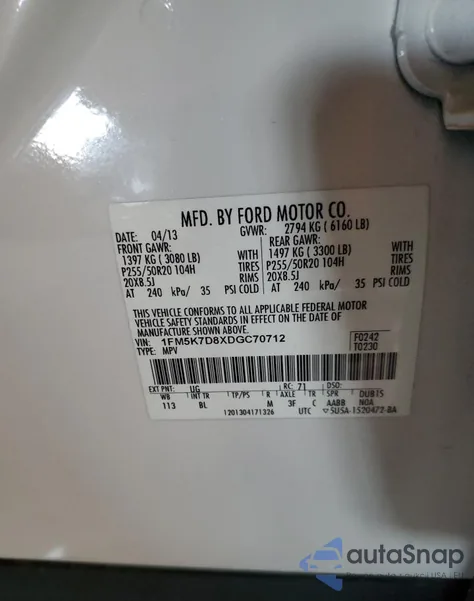 MFD. BY FORD MOTOR CO.
DATE: 04/13 GVWR: 2794 KG ( 6160 LB)
FRONT GAWR: REAR GAWR:
1397 KG ( 3080 LB) WITH 1497 KG ( 3300 LB) WITH
P255/50R20 104H TIRES P255/50R20 104H TIRES
20X8.5J RIMS 20X8.5J RIMS
AT 240 kPa/ 35 PSI COLD AT 240 kPa/ 35 PSI COLD
THIS VEHICLE CONFORMS TO ALL APPLICABLE FEDERAL MOTOR
VEHICLE SAFETY STANDARDS IN EFFECT ON THE DATE OF
MANUFACTURE SHOWN ABOVE.
VIN: 1FM5K7D8XDGC70712 F0242
TYPE: MPV T0230
EXT PNT: UG RC: 71 DSO:
WB INT TR TP/PS R AXLE TR SPR DUB15
113 BL M 3F C AABB N0A
1201304171326 UTC 5U5A-1520472-BA
autoSnap